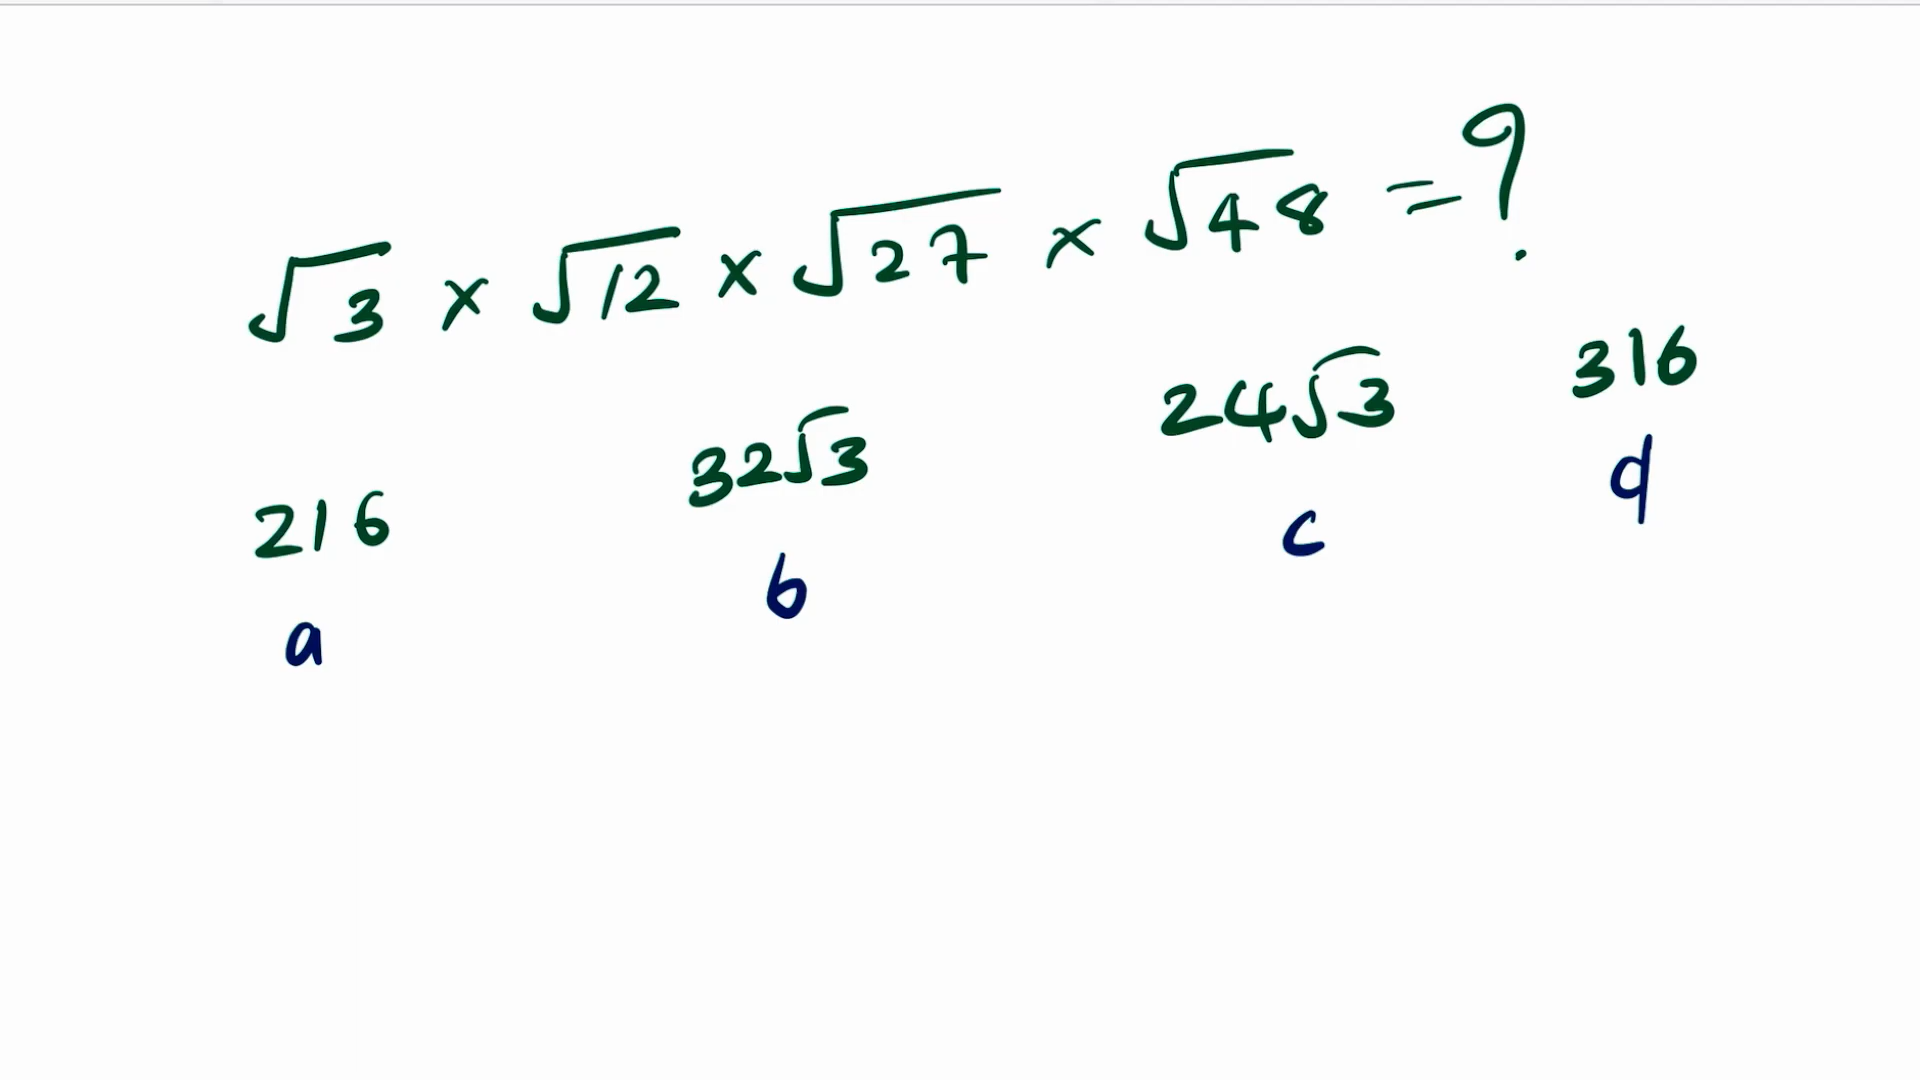 √3 × √12 × √27 × √48 = ?
216 32√3 24√3 316
a b c d